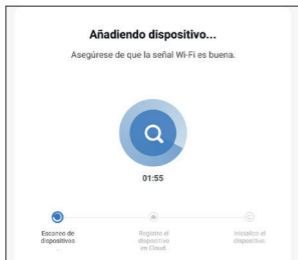 Añadiendo dispositivo...
Asegúrese de que la señal Wi-Fi es buena.
01:55
Escaneo de
dispositivos
.
Registre el
dispositivo
en Cloud.
Inicialice el
dispositivo.